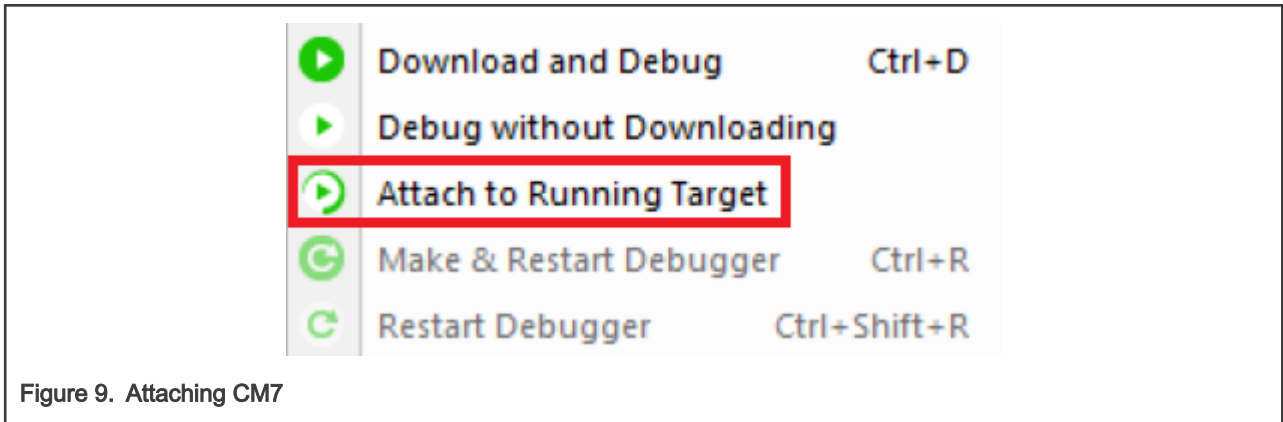 Download and Debug Ctrl+D
Debug without Downloading
Attach to Running Target
Make & Restart Debugger Ctrl+R
Restart Debugger Ctrl+Shift+R
Figure 9. Attaching CM7